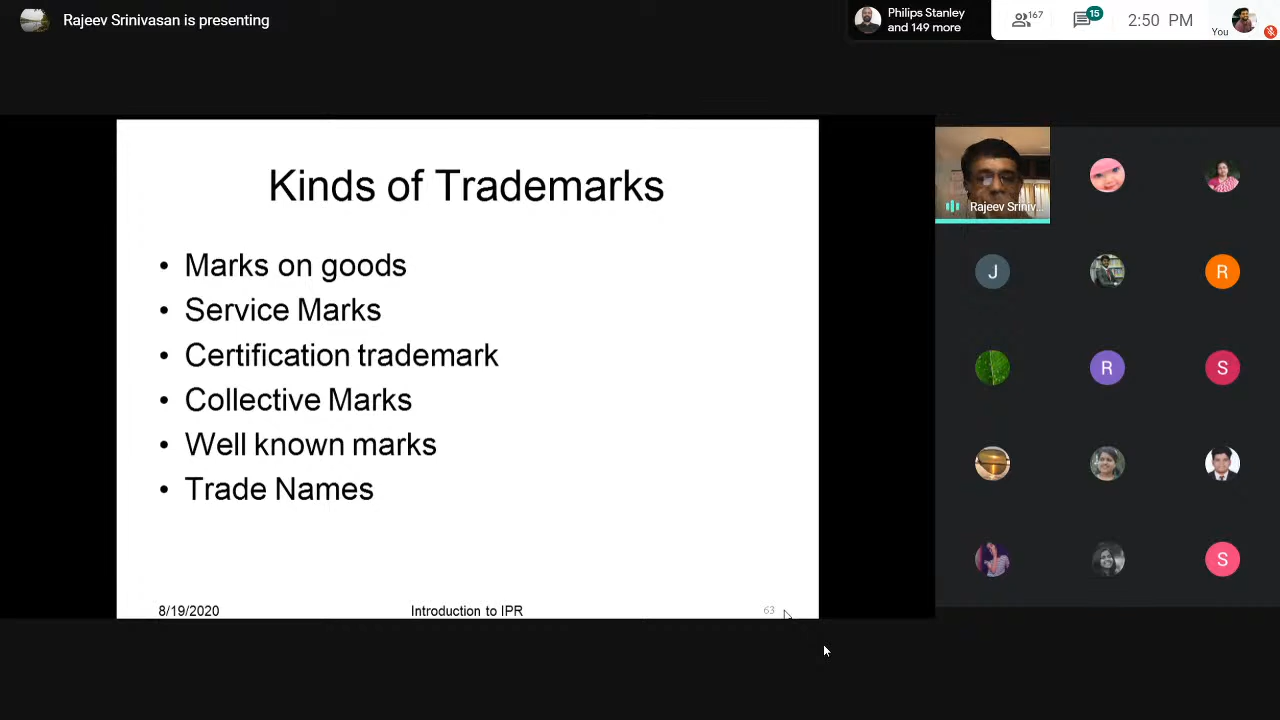 Rajeev Srinivasan is presenting
Philips Stanley
and 149 more
167
15
2:50 PM
You
Kinds of Trademarks
• Marks on goods
• Service Marks
• Certification trademark
• Collective Marks
• Well known marks
• Trade Names
8/19/2020
Introduction to IPR
63
Rajeev Sriniv...
J
R
R
S
S